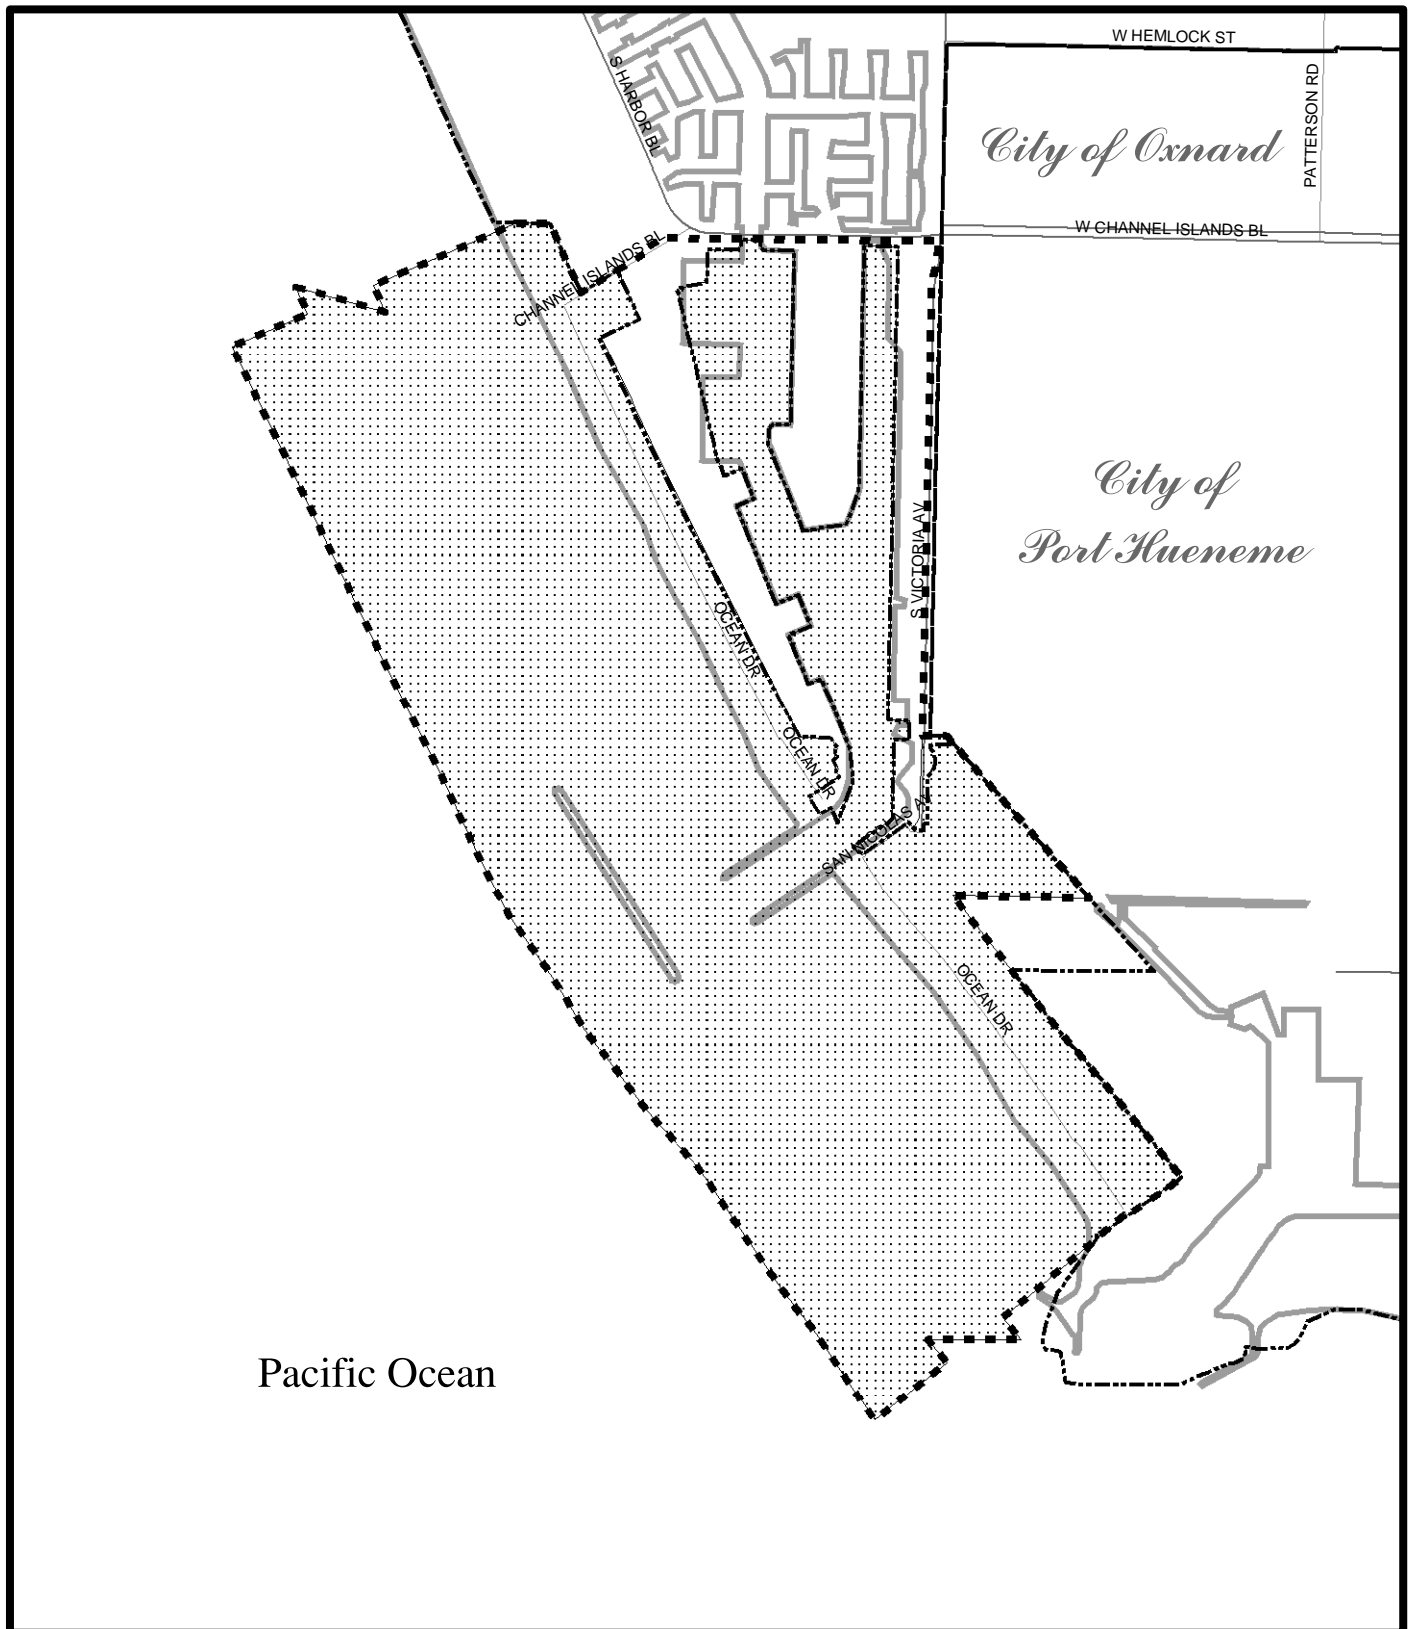 W HEMLOCK ST
S HARBOR BL
PATTERSON RD
City of Oxnard
W CHANNEL ISLANDS BL
CHANNEL ISLANDS BL
City of
Port Hueneme
S VICTORIA AV
OCEAN DR
OCEAN DR
SAN NICOLAS AV
OCEAN DR
Pacific Ocean